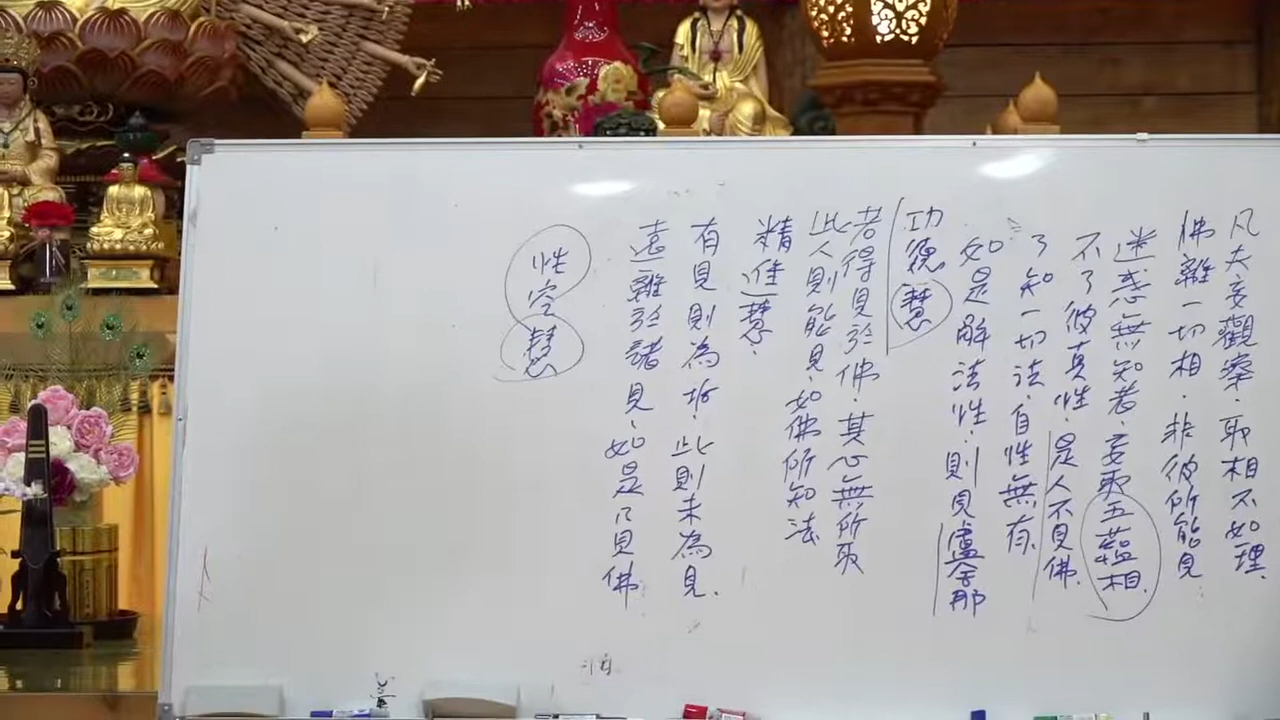 凡夫妄觀察．取相不如理．
佛離一切相．非彼所能見
迷惑無知者．妄取五蘊相．
不了彼真性．是人不見佛．
了知一切法．自性無有．
如是解法性．則見盧舍那
功德慧
若得見於佛．其心無所取
此人則能見．如佛所知法
精進慧．
有見則為垢．此則未為見．
遠離於諸見．如是乃見佛
性空慧